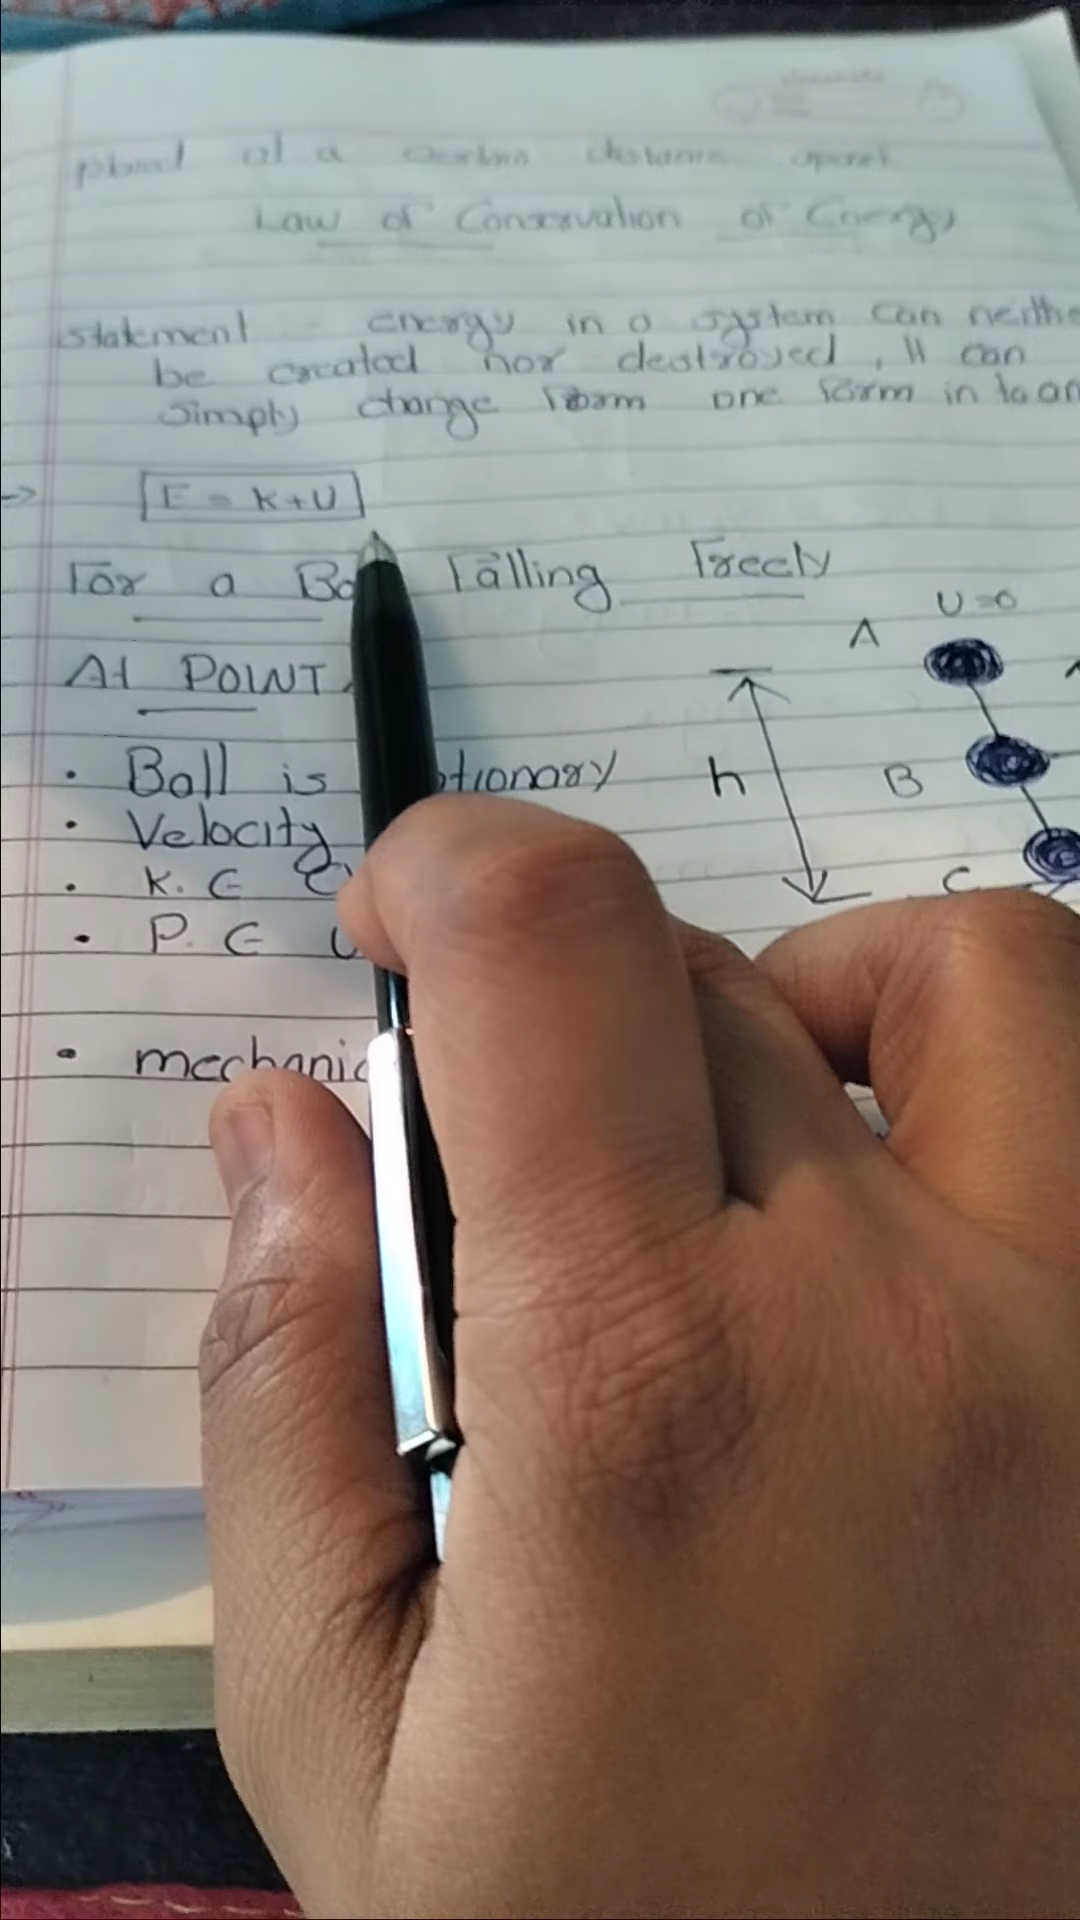 placed at a certain distance apart
Law of Conservation of Energy
Statement - energy in a system can neithe
be created nor destroyed, It can
Simply change from one form in to an
→ E = K+U
For a Ba Falling Freely
At POINT
U=0
A
• Ball is tionary
h
B
• Velocity
• K.E
C
• P.E U
• mechanic